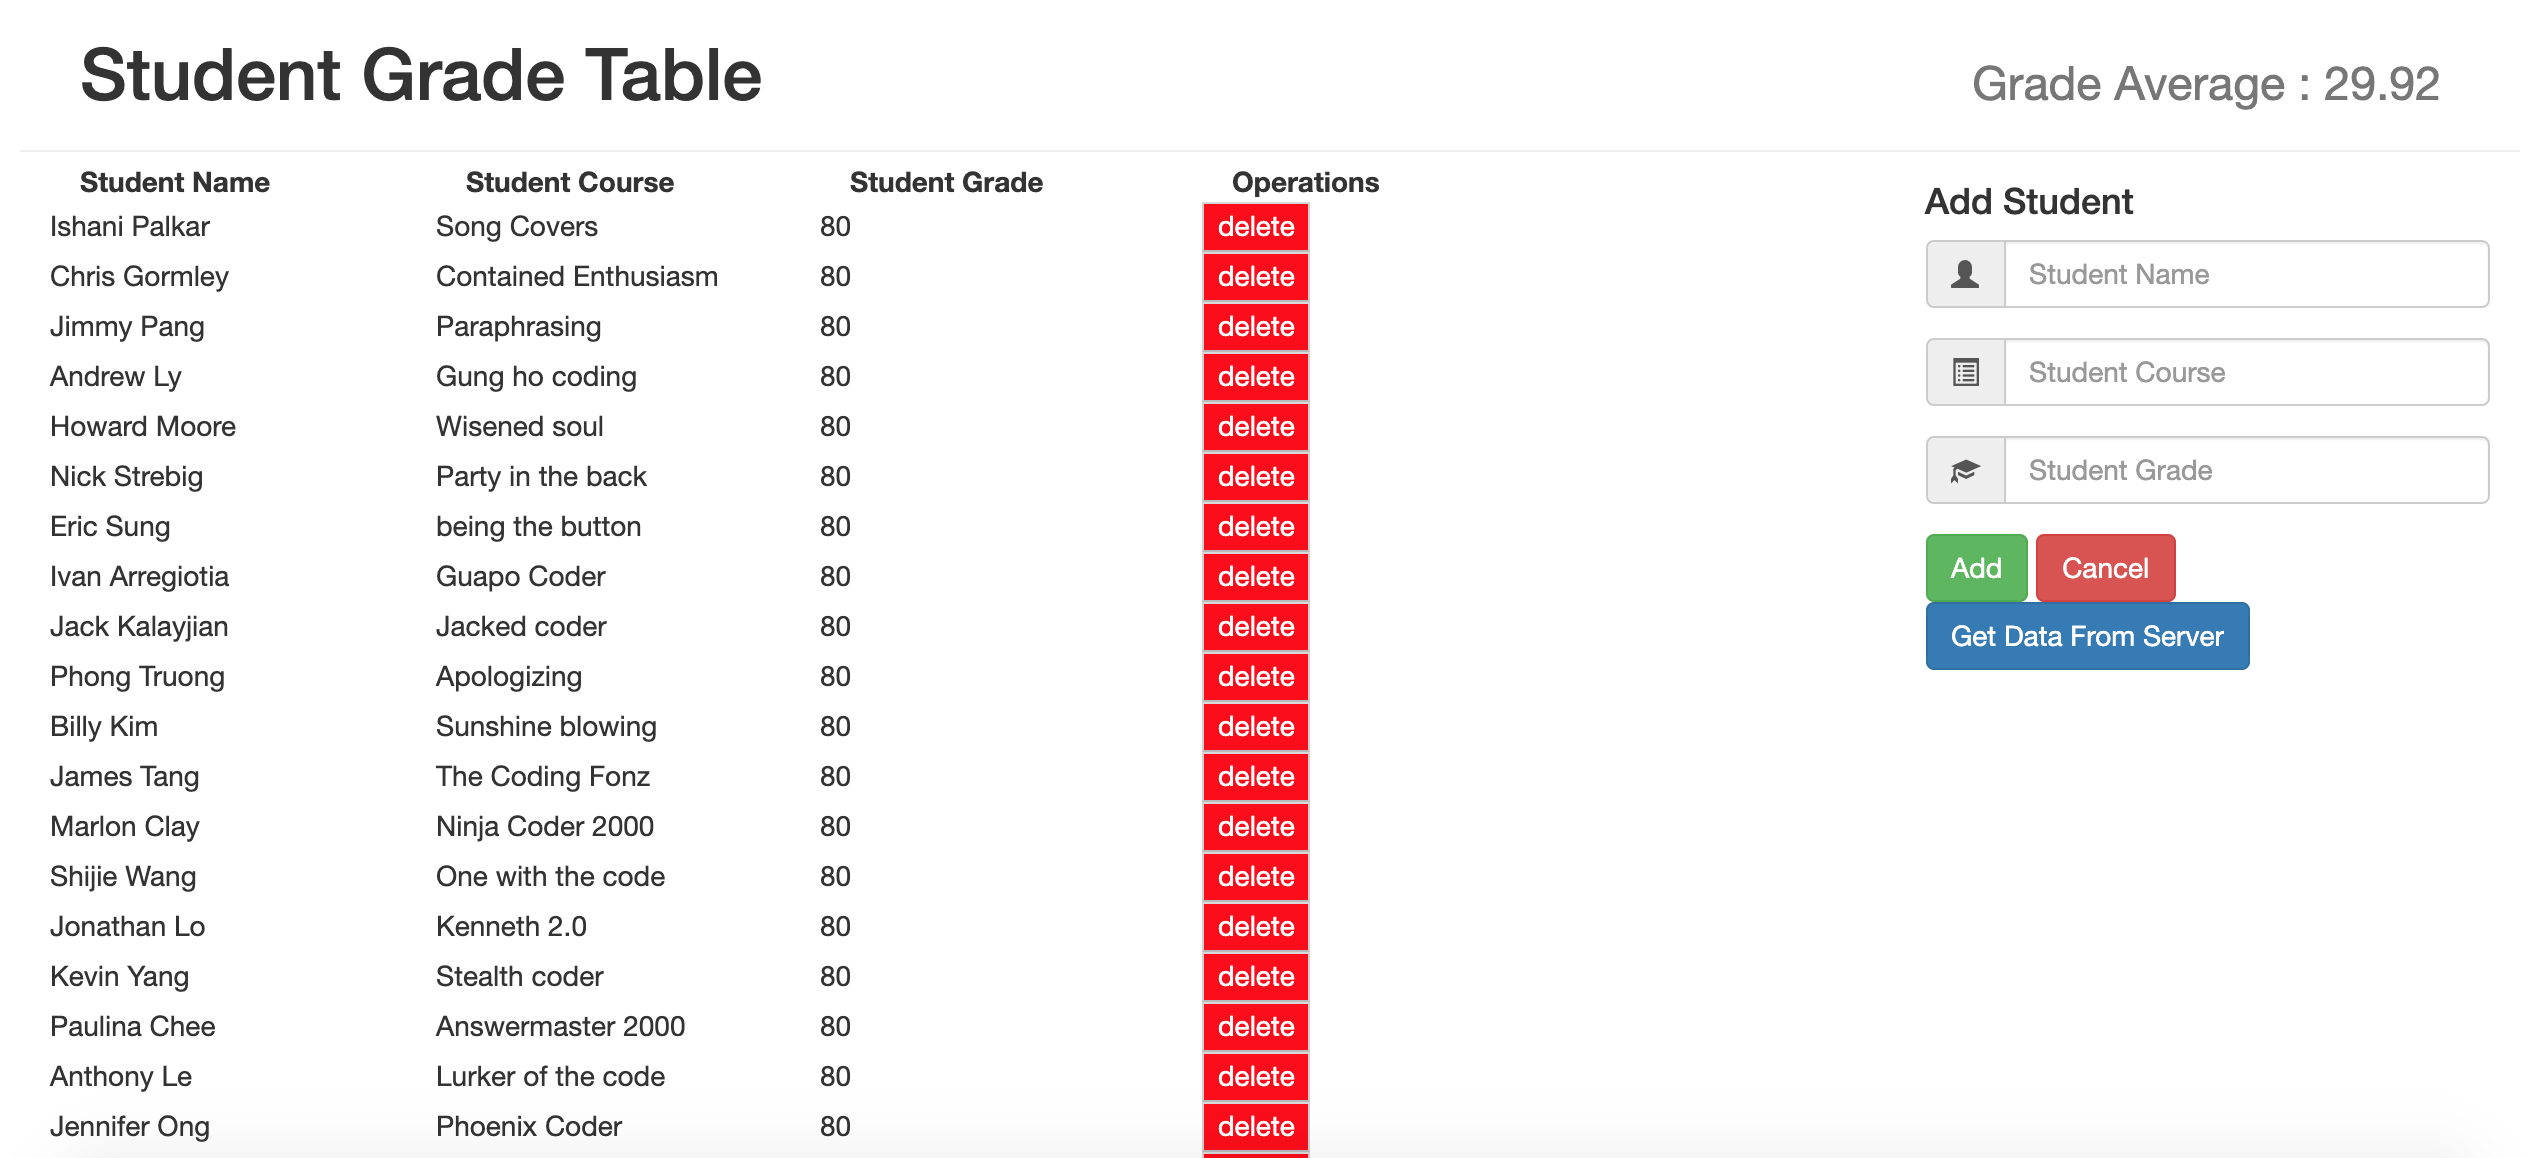 Student Grade Table
Grade Average : 29.92
Student Name Student Course Student Grade Operations
Ishani Palkar Song Covers 80 delete
Chris Gormley Contained Enthusiasm 80 delete
Jimmy Pang Paraphrasing 80 delete
Andrew Ly Gung ho coding 80 delete
Howard Moore Wisened soul 80 delete
Nick Strebig Party in the back 80 delete
Eric Sung being the button 80 delete
Ivan Arregiotia Guapo Coder 80 delete
Jack Kalayjian Jacked coder 80 delete
Phong Truong Apologizing 80 delete
Billy Kim Sunshine blowing 80 delete
James Tang The Coding Fonz 80 delete
Marlon Clay Ninja Coder 2000 80 delete
Shijie Wang One with the code 80 delete
Jonathan Lo Kenneth 2.0 80 delete
Kevin Yang Stealth coder 80 delete
Paulina Chee Answermaster 2000 80 delete
Anthony Le Lurker of the code 80 delete
Jennifer Ong Phoenix Coder 80 delete
Add Student
Student Name
Student Course
Student Grade
Add Cancel
Get Data From Server